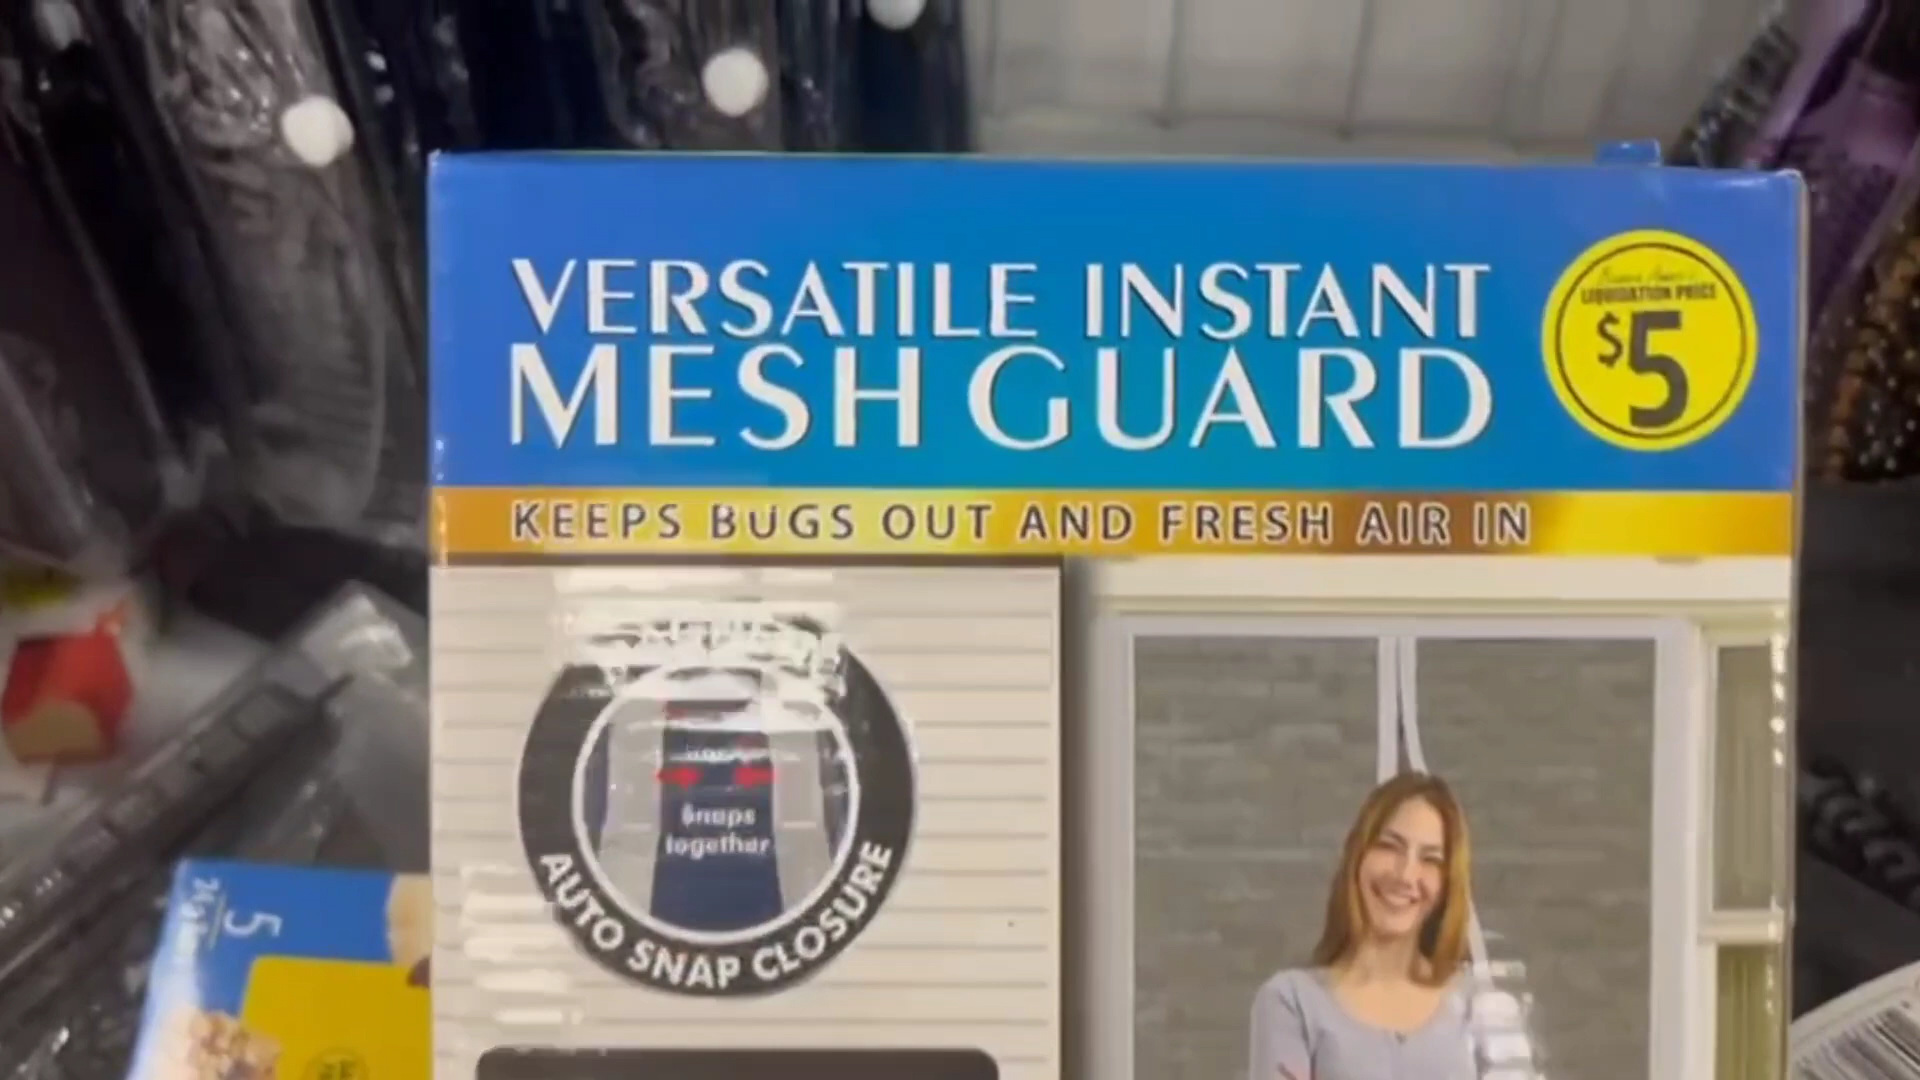 VERSATILE INSTANT
MESH GUARD
LIQUIDATION PRICE
$5
KEEPS BUGS OUT AND FRESH AIR IN
Snaps
together
AUTO SNAP CLOSURE
5